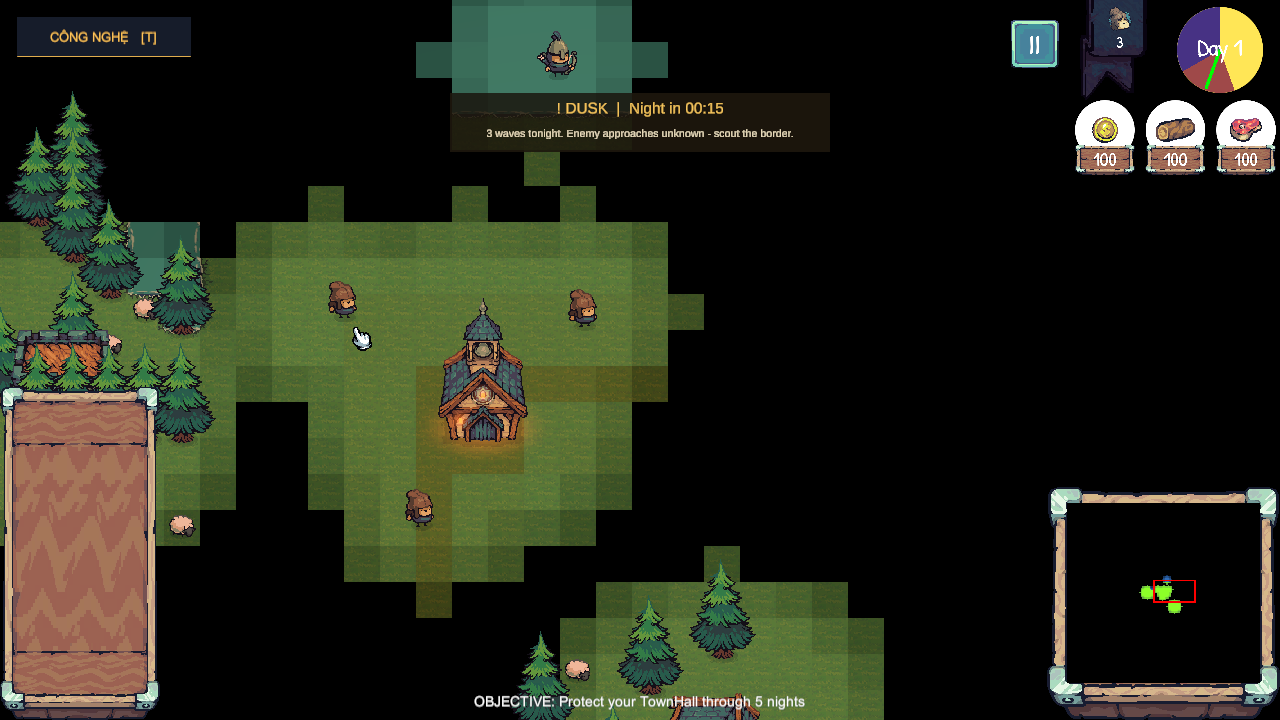 CÔNG NGHỆ [T]
3
Day 1
! DUSK | Night in 00:15
3 waves tonight. Enemy approaches unknown - scout the border.
100
100
100
OBJECTIVE: Protect your TownHall through 5 nights